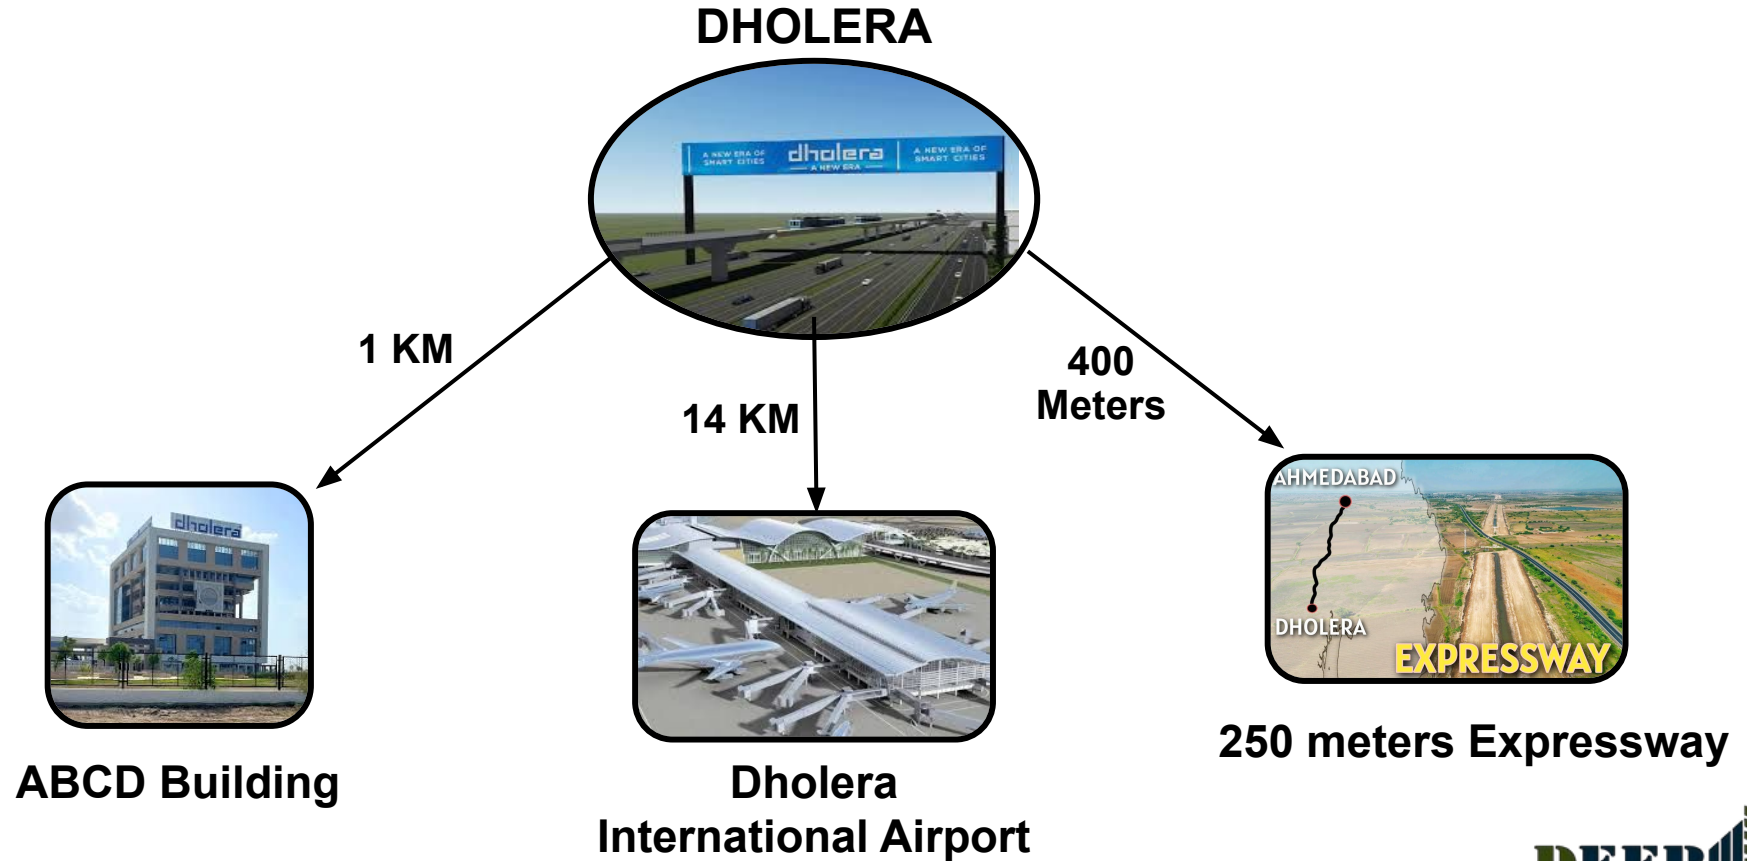 DHOLERA
A NEW ERA OF
SMART CITIES
dholera
A NEW ERA
A NEW ERA OF
SMART CITIES
1 KM
14 KM
400
Meters
dholera
AHMEDABAD
DHOLERA
EXPRESSWAY
ABCD Building
Dholera
International Airport
250 meters Expressway